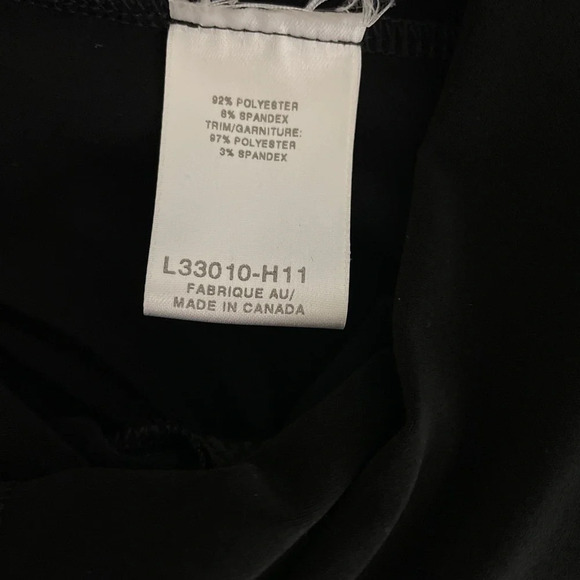 92% POLYESTER
8% SPANDEX
TRIM/GARNITURE:
97% POLYESTER
3% SPANDEX
L33010-H11
FABRIQUE AU/
MADE IN CANADA